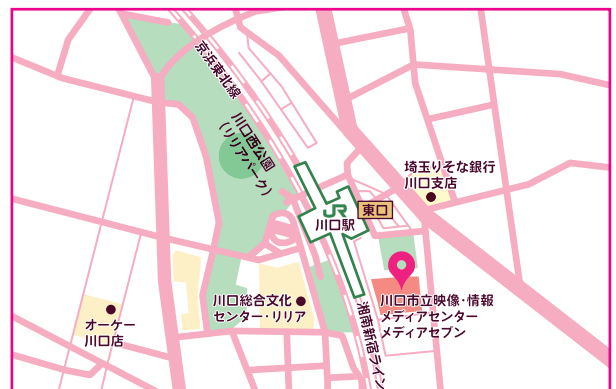 京浜東北線
川口西公園
(リリアパーク)
埼玉りそな銀行
川口支店
JR
川口駅
東口
川口総合文化
センター・リリア
川口市立映像・情報
メディアセンター
メディアセブン
オーケー
川口店
湘南新宿ライン